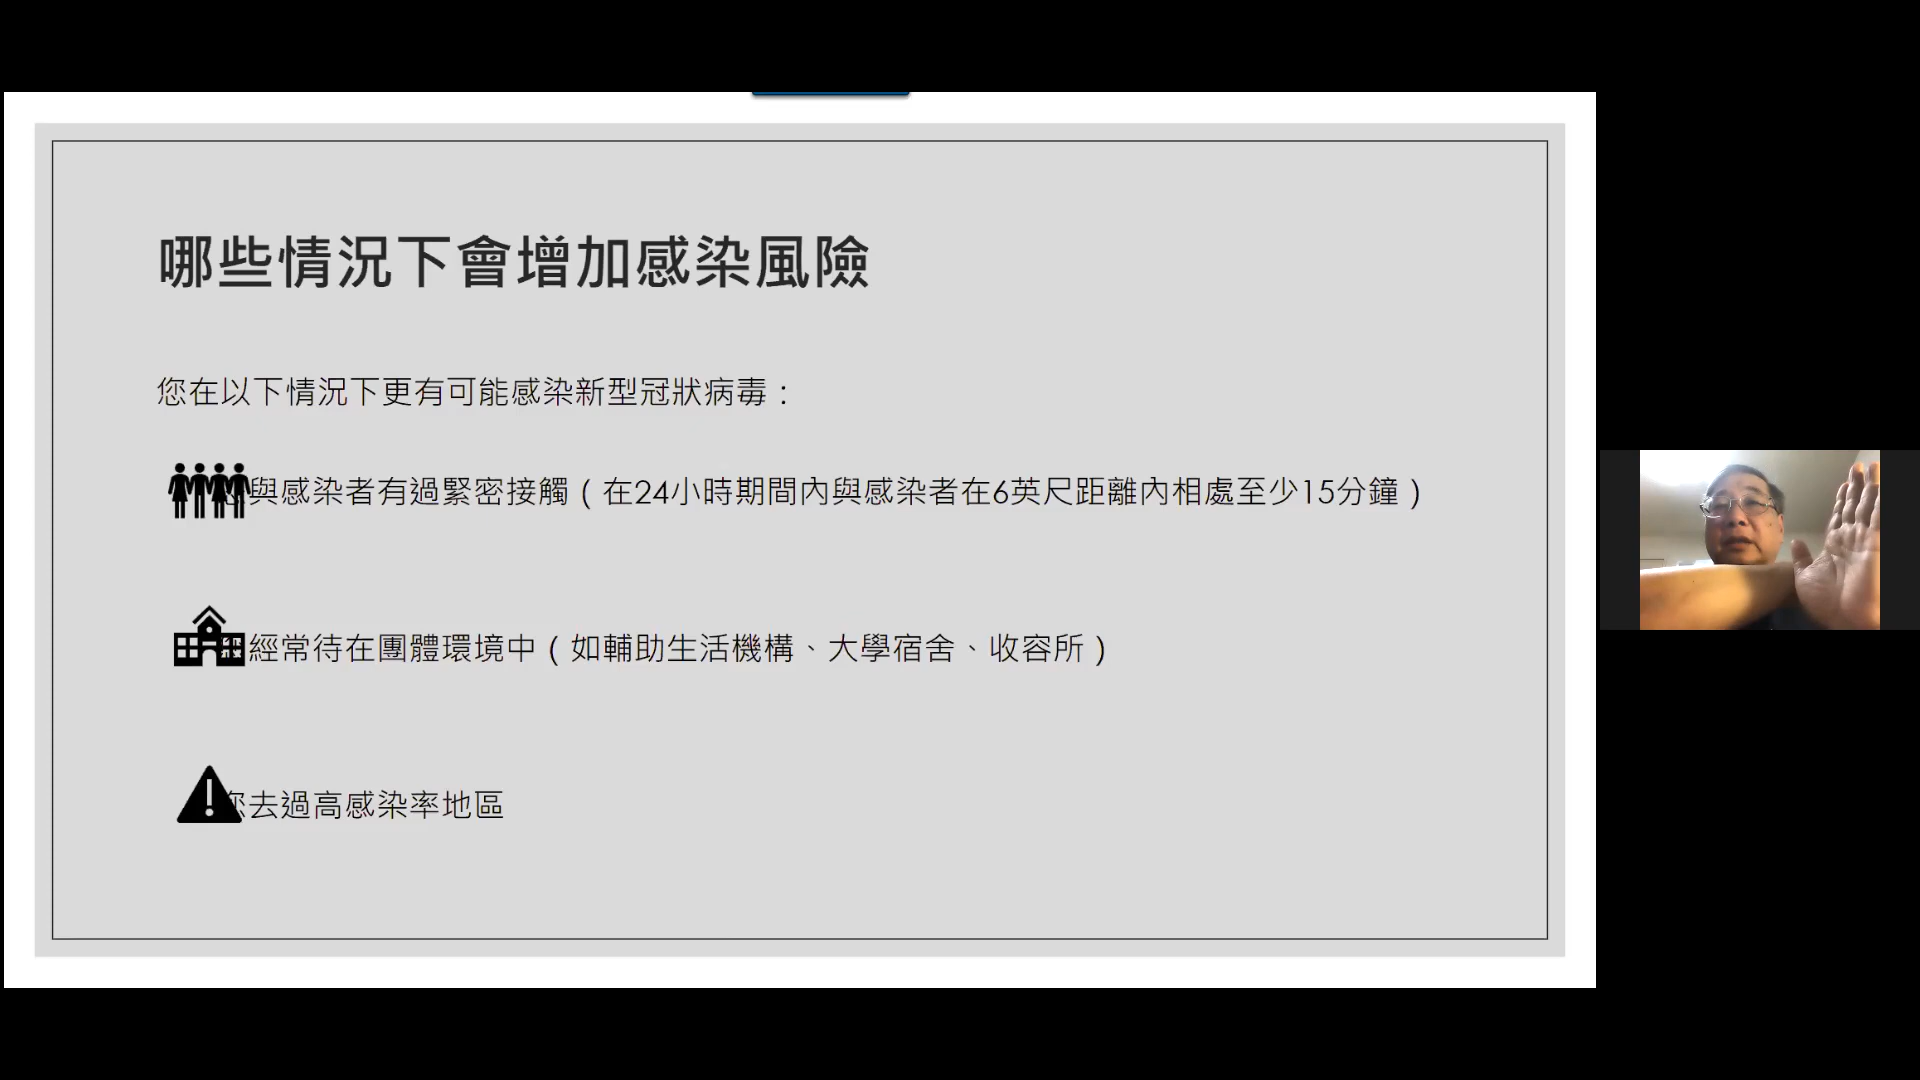 哪些情況下會增加感染風險
您在以下情況下更有可能感染新型冠狀病毒：
您與感染者有過緊密接觸（在24小時期間內與感染者在6英尺距離內相處至少15分鐘）
您經常待在團體環境中（如輔助生活機構、大學宿舍、收容所）
您去過高感染率地區